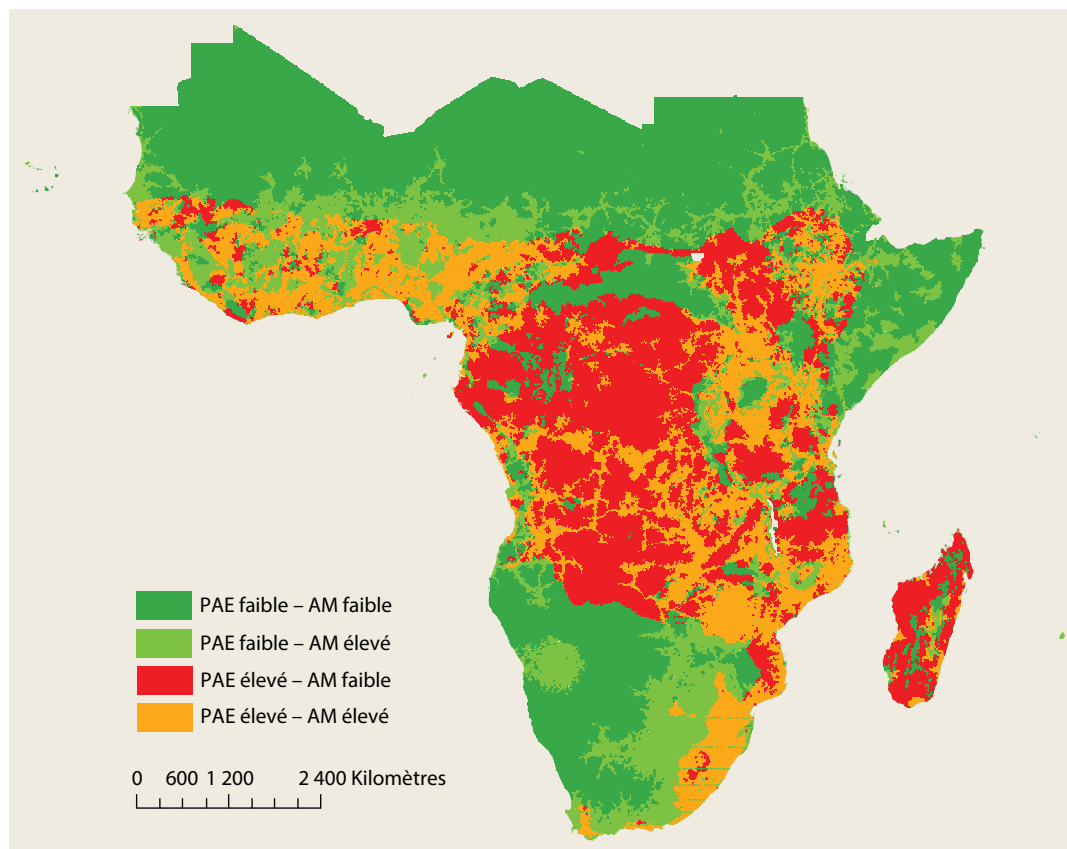 PAE faible – AM faible
PAE faible – AM élevé
PAE élevé – AM faible
PAE élevé – AM élevé
0 600 1 200 2 400 Kilomètres